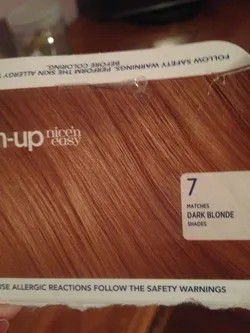 FOLLOW SAFETY WARNINGS. PERFORM THE SKIN ALLERGY
BEFORE COLORING.
n-up nice'n
easy
7
MATCHES
DARK BLONDE
SHADES
ISE ALLERGIC REACTIONS FOLLOW THE SAFETY WARNINGS